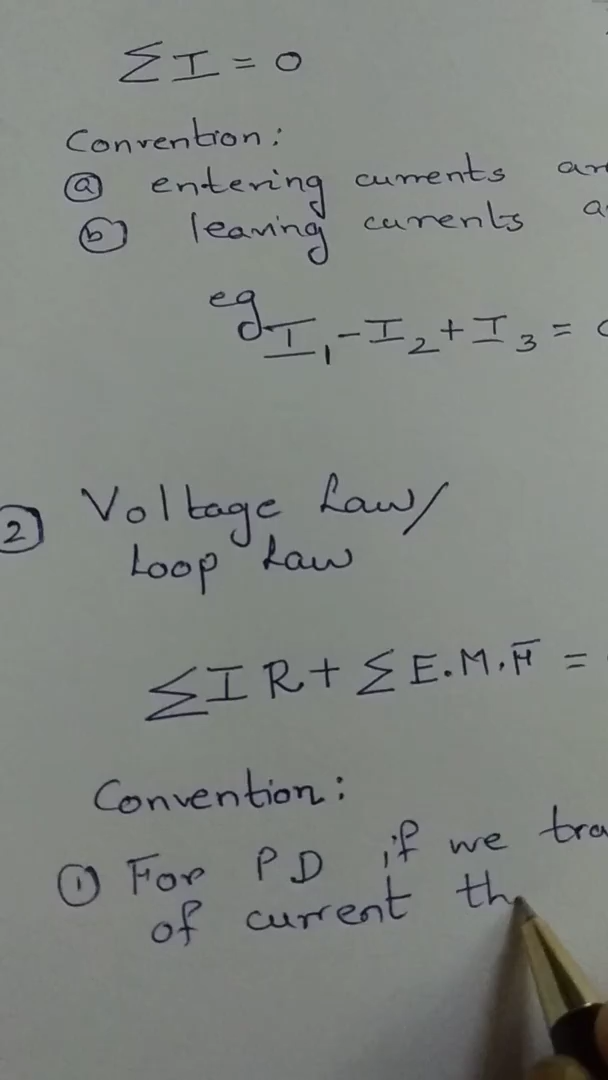 ΣI = 0
Convention:
(a) entering currents
(b) leaving currents
eg I₁ - I₂ + I₃ =
(2) Voltage Law/
Loop Law
ΣIR + ΣE.M.F =
Convention:
(1) For PD, if we
of current